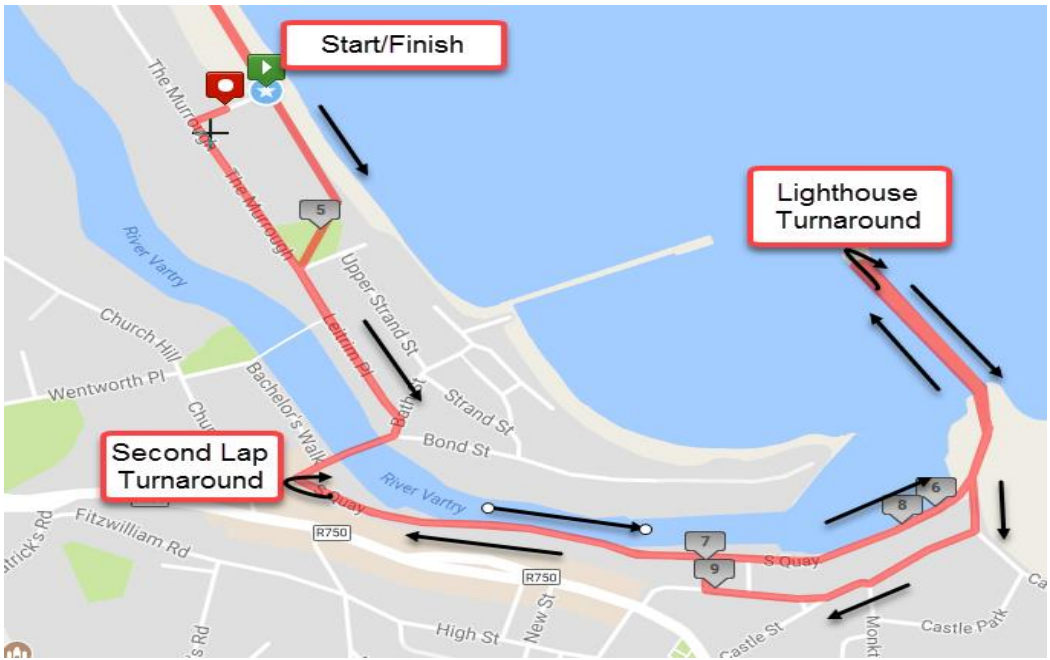 Start/Finish
The Murrough
The Murrough
5
Lighthouse
Turnaround
River Vartry
Upper Strand St
Church Hill
Leitrim Pl
Wentworth Pl
Bachelor's Walk
Strand St
Bond St
Second Lap
Turnaround
S Quay
River Vartry
Fitzwilliam Rd
R750
6
8
7
9
S Quay
R750
New St
High St
Castle St
Castle Park